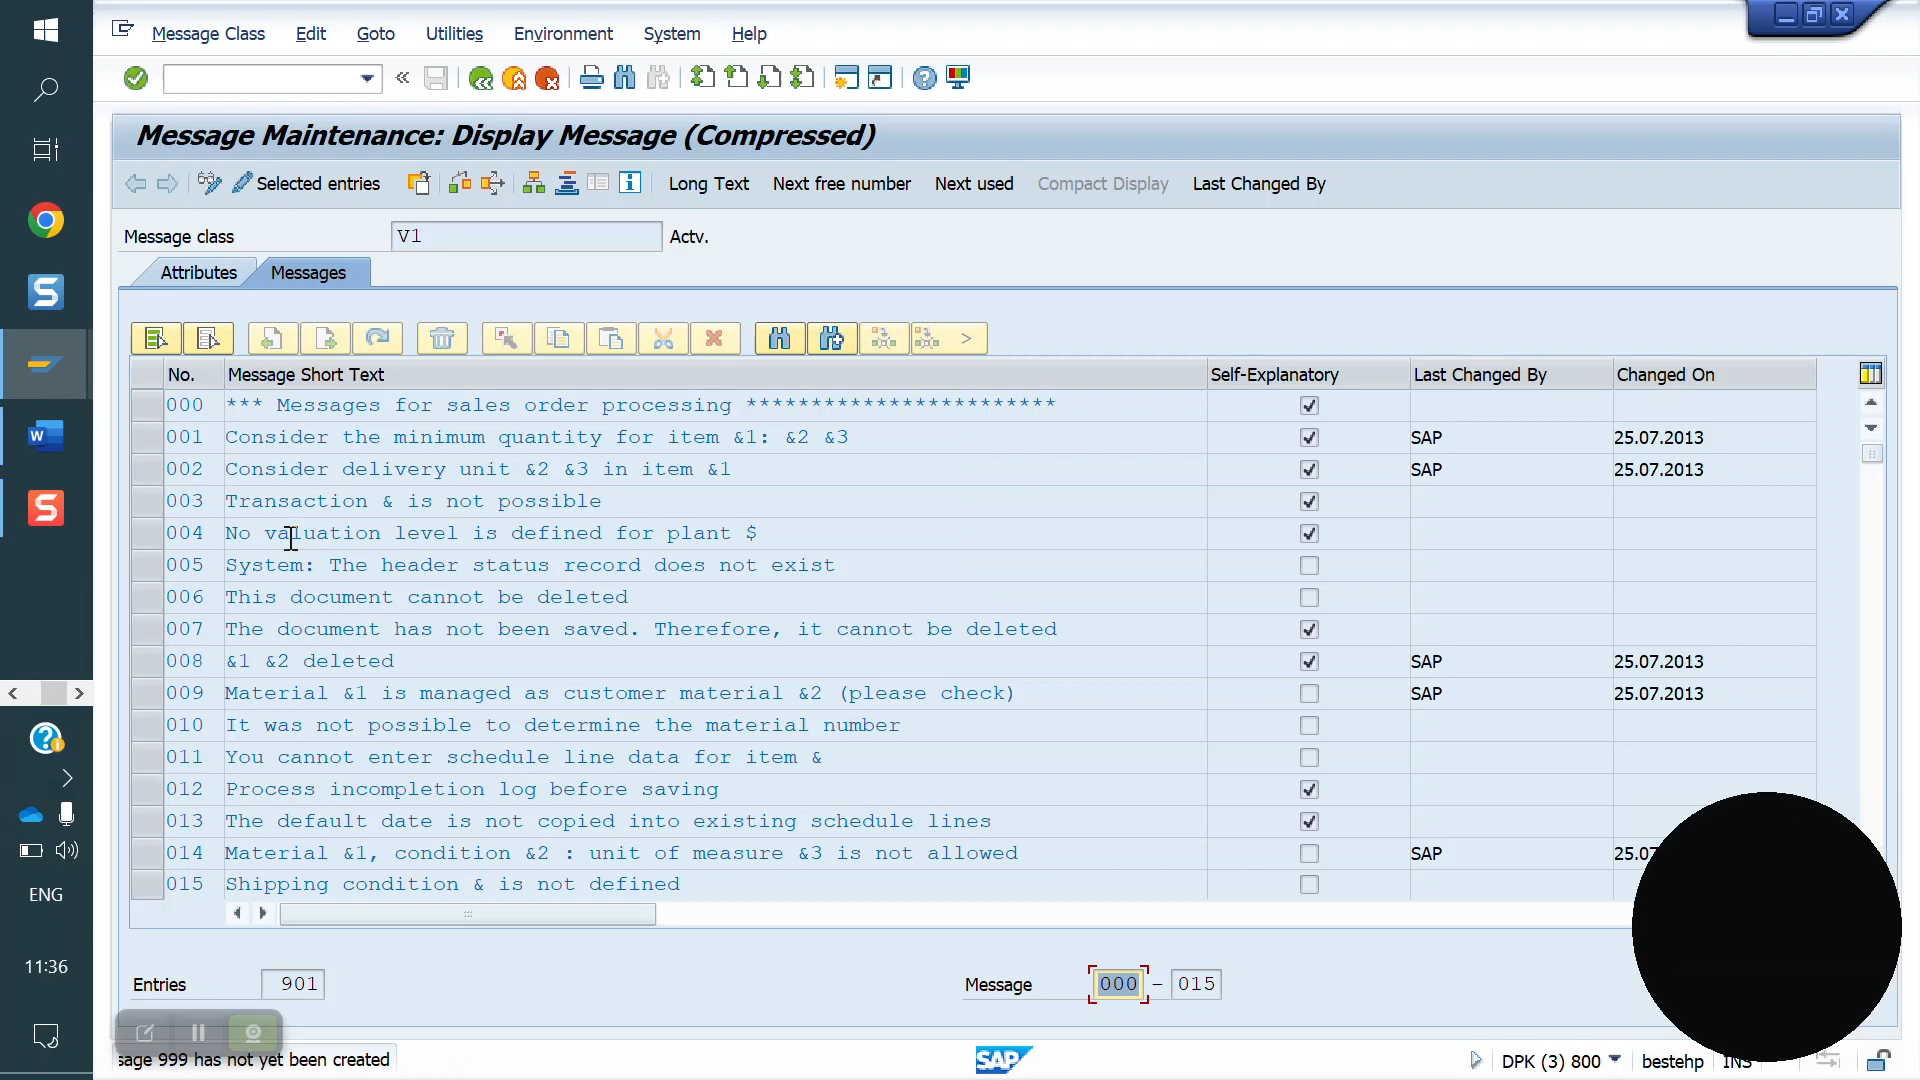 Message Class Edit Goto Utilities Environment System Help
Message Maintenance: Display Message (Compressed)
Selected entries Long Text Next free number Next used Compact Display Last Changed By
Message class V1 Actv.
Attributes Messages
No. Message Short Text Self-Explanatory Last Changed By Changed On
000 *** Messages for sales order processing ************************
001 Consider the minimum quantity for item &1: &2 &3 SAP 25.07.2013
002 Consider delivery unit &2 &3 in item &1 SAP 25.07.2013
003 Transaction & is not possible
004 No valuation level is defined for plant $
005 System: The header status record does not exist
006 This document cannot be deleted
007 The document has not been saved. Therefore, it cannot be deleted
008 &1 &2 deleted SAP 25.07.2013
009 Material &1 is managed as customer material &2 (please check) SAP 25.07.2013
010 It was not possible to determine the material number
011 You cannot enter schedule line data for item &
012 Process incompletion log before saving
013 The default date is not copied into existing schedule lines
014 Material &1, condition &2 : unit of measure &3 is not allowed SAP 25.07
015 Shipping condition & is not defined
Entries 901 Message 000 - 015
sage 999 has not yet been created SAP DPK (3) 800 bestehp INS
ENG
11:36